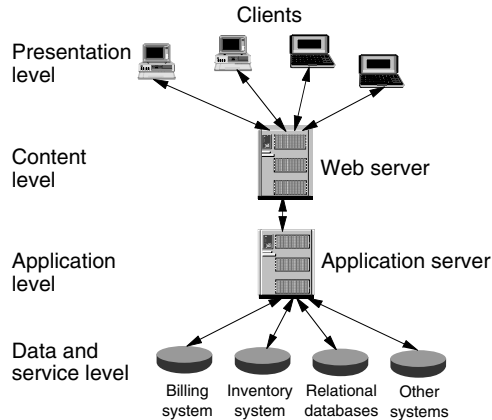 Clients
Presentation
level
Content
level
Web server
Application
level
Application server
Data and
service level
Billing
system
Inventory
system
Relational
databases
Other
systems